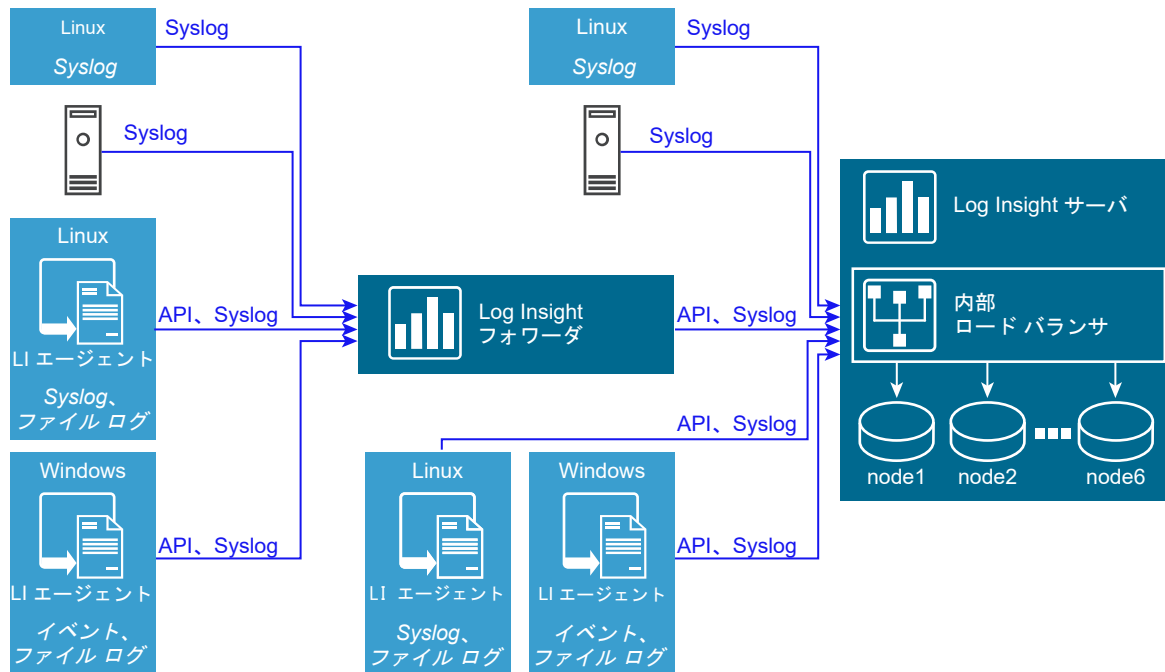 Linux
Syslog
Syslog
Syslog
Linux
LI エージェント
Syslog、
ファイル ログ
API、Syslog
Windows
LI エージェント
イベント、
ファイル ログ
API、Syslog
Log Insight
フォワーダ
API、Syslog
Linux
Syslog
Syslog
Syslog
Linux
LI エージェント
Syslog、
ファイル ログ
API、Syslog
Windows
LI エージェント
イベント、
ファイル ログ
API、Syslog
Log Insight サーバ
内部
ロード バランサ
node1
node2
node6